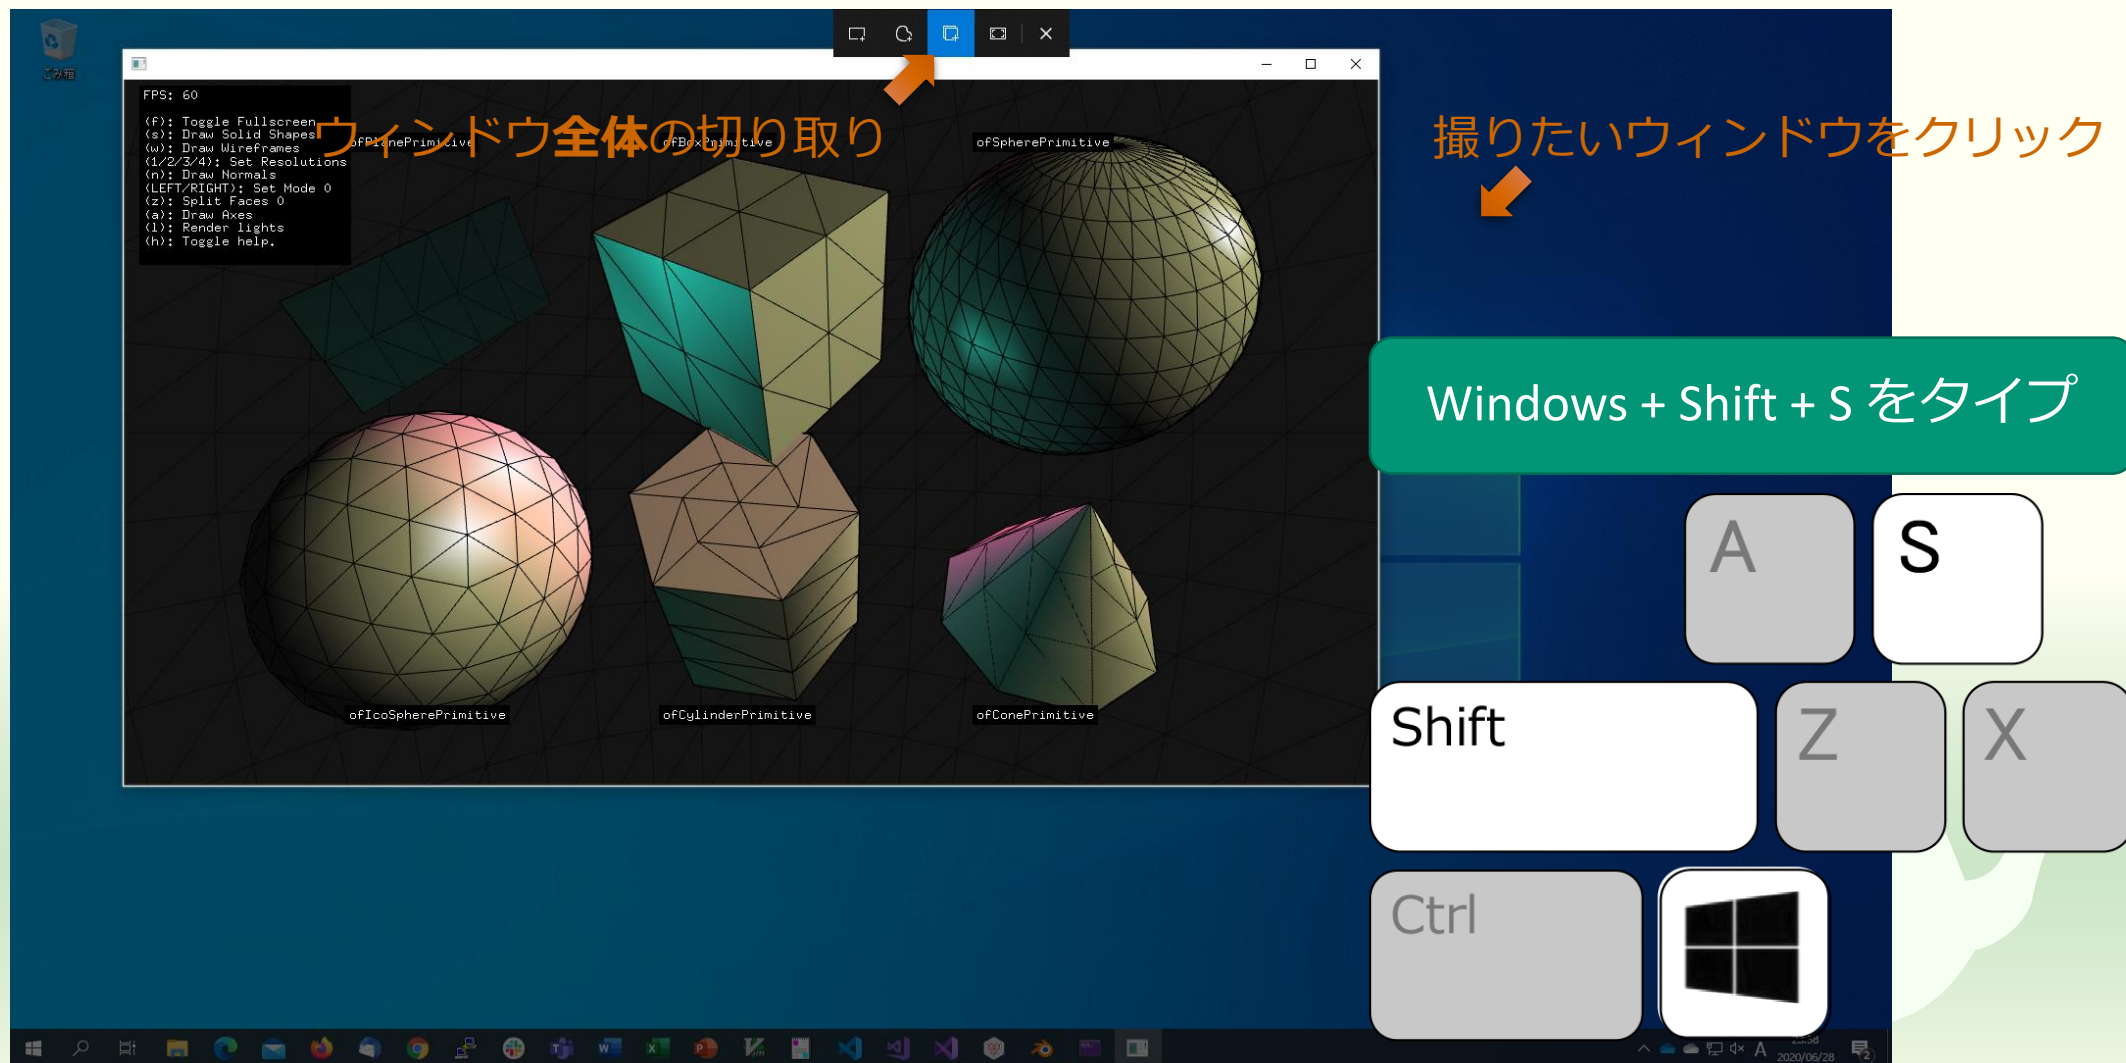 ごみ箱
FPS: 60
(f): Toggle Fullscreen
(s): Draw Solid Shapes
(w): Draw Wireframes
(1/2/3/4): Set Resolutions
(n): Draw Normals
(LEFT/RIGHT): Set Mode 0
(z): Split Faces 0
(a): Draw Axes
(l): Render lights
(h): Toggle help.
ウィンドウ全体の切り取り
撮りたいウィンドウをクリック
ofPlanePrimitive
ofBoxPrimitive
ofSpherePrimitive
Windows + Shift + S をタイプ
A
S
ofIcoSpherePrimitive
ofCylinderPrimitive
ofConePrimitive
Shift
Z
X
Ctrl
A
2020/06/28
2